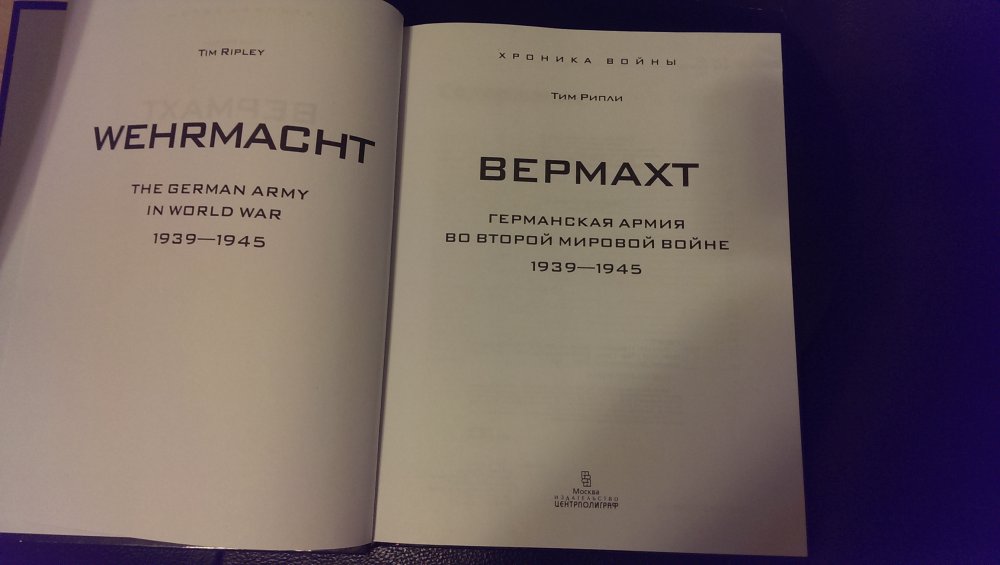 TIM RIPLEY
WEHRMACHT
THE GERMAN ARMY
IN WORLD WAR
1939—1945
ХРОНИКА ВОЙНЫ
ТИМ РИПЛИ
ВЕРМАХТ
ГЕРМАНСКАЯ АРМИЯ
ВО ВТОРОЙ МИРОВОЙ ВОЙНЕ
1939—1945
Москва
ИЗДАТЕЛЬСТВО
ЦЕНТРПОЛИГРАФ